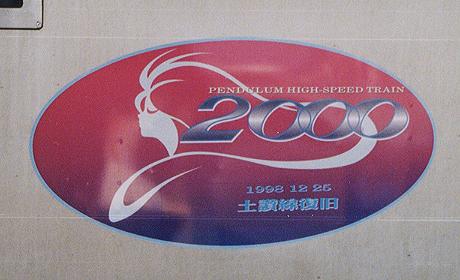 PENDULUM HIGH-SPEED TRAIN
2000
1998 12 25
土讃線復旧